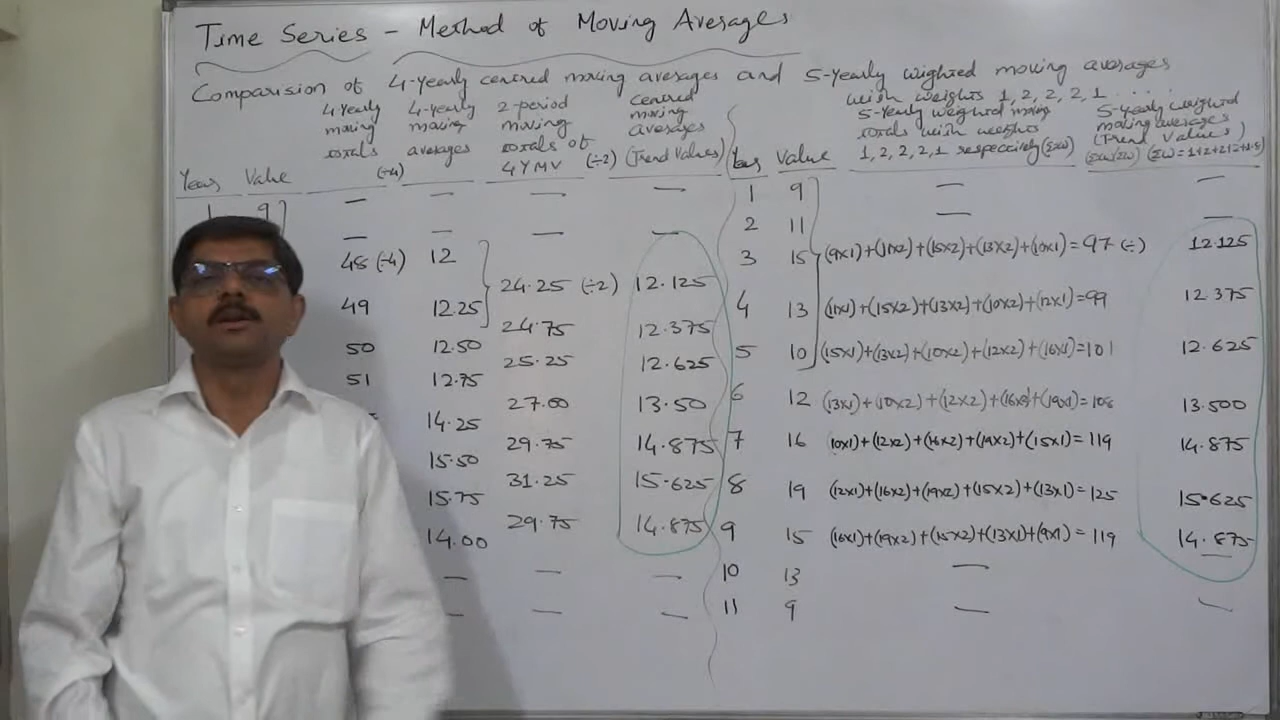 Time Series - Method of Moving Averages
Comparision of 4-yearly centred moving averages and 5-yearly wighted moving averages
with weights 1, 2, 2, 2, 1 . . . .
4-Yearly moving totals (÷4)
4-yearly moving averages
2-period moving totals of 4YMV (÷2)
Centred moving averages (Trend Values)
5-Yearly weighted moving totals with weights 1, 2, 2, 2, 1 respectively
5-yearly weighted moving averages (Trend Values)
Years Value Years Value
1 9 — — — — 1 9 — —
— — — — 2 11 — —
48 (÷4) 12 3 15 (9x1)+(11x2)+(15x2)+(13x2)+(10x1) = 97 (÷) 12.125
24.25 (÷2) 12.125
49 12.25 4 13 (11x1)+(15x2)+(13x2)+(10x2)+(12x1) = 99 12.375
24.75 12.375
50 12.50 5 10 (15x1)+(13x2)+(10x2)+(12x2)+(16x1) = 101 12.625
25.25 12.625
51 12.75 6 12 (13x1)+(10x2)+(12x2)+(16x2)+(19x1) = 108 13.500
27.00 13.50
14.25 7 16 (10x1)+(12x2)+(16x2)+(19x2)+(15x1) = 119 14.875
29.75 14.875
15.50 8 19 (12x1)+(16x2)+(19x2)+(15x2)+(13x1) = 125 15.625
31.25 15.625
15.75 9 15 (16x1)+(19x2)+(15x2)+(13x1)+(9x1) = 119 14.875
29.75 14.875
14.00
— — — 10 13 —
— — — 11 9 — —